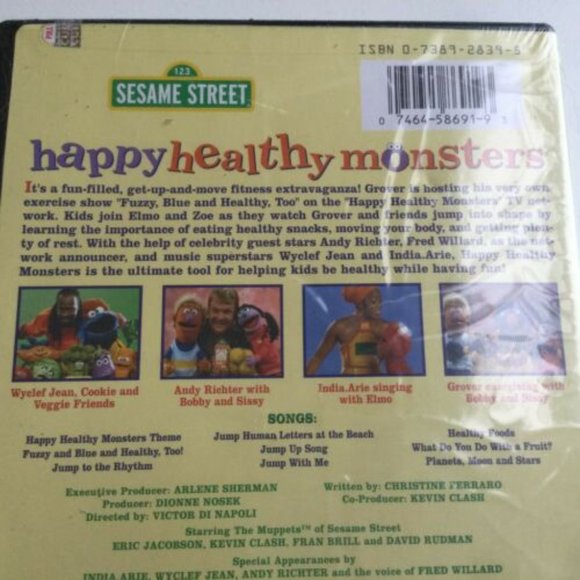 ISBN 0-7389-2839-8
123
SESAME STREET
0 7464-58691-9 3
happy healthy monsters
It's a fun-filled, get-up-and-move fitness extravaganza! Grover is hosting his very own
exercise show "Fuzzy, Blue and Healthy, Too" on the "Happy Healthy Monsters" TV net-
work. Kids join Elmo and Zoe as they watch Grover and friends jump into shape by
learning the importance of eating healthy snacks, moving your body, and getting plen-
ty of rest. With the help of celebrity guest stars Andy Richter, Fred Willard, as the net-
work announcer, and music superstars Wyclef Jean and India.Arie, Happy Healthy
Monsters is the ultimate tool for helping kids be healthy while having fun!
Wyclef Jean, Cookie and
Veggie Friends
Andy Richter with
Bobby and Sissy
India.Arie singing
with Elmo
Grover exercising with
Bobby and Sissy
SONGS:
Happy Healthy Monsters Theme
Fuzzy and Blue and Healthy, Too!
Jump to the Rhythm
Jump Human Letters at the Beach
Jump Up Song
Jump With Me
Healthy Foods
What Do You Do With a Fruit?
Planets, Moon and Stars
Executive Producer: ARLENE SHERMAN
Producer: DIONNE NOSEK
Directed by: VICTOR DI NAPOLI
Written by: CHRISTINE FERRARO
Co-Producer: KEVIN CLASH
Starring The Muppets™ of Sesame Street
ERIC JACOBSON, KEVIN CLASH, FRAN BRILL and DAVID RUDMAN
Special Appearances by
INDIA.ARIE, WYCLEF JEAN, ANDY RICHTER and the voice of FRED WILLARD